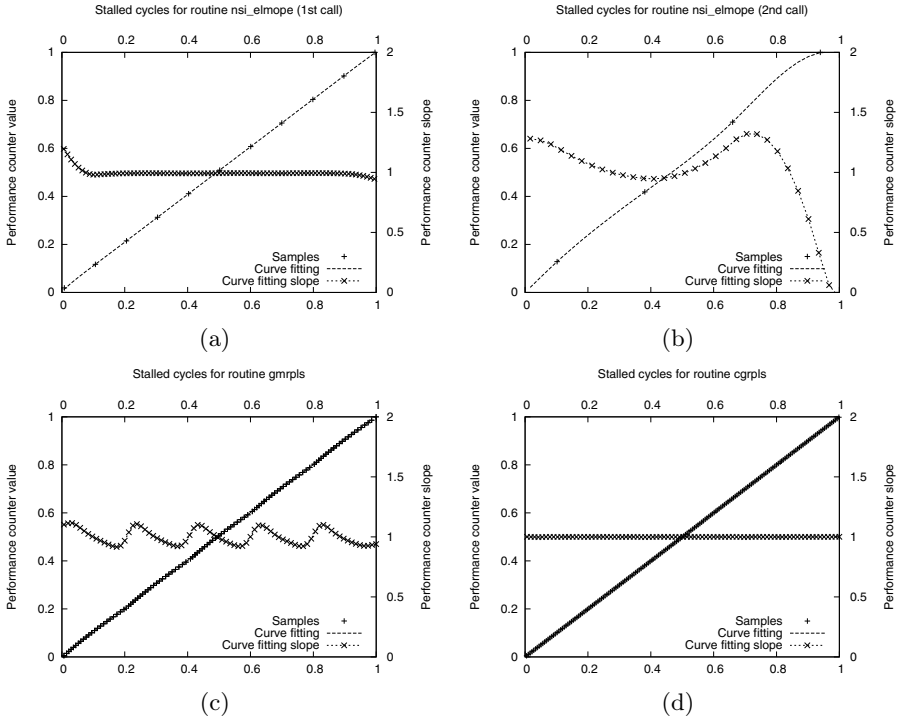 Stalled cycles for routine nsi_elmope (1st call)
0 0.2 0.4 0.6 0.8 1
Performance counter value
1
0.8
0.6
0.4
0.2
0
2
1.5
1
0.5
0
Performance counter slope
Samples
Curve fitting
Curve fitting slope
0 0.2 0.4 0.6 0.8 1
(a)
Stalled cycles for routine nsi_elmope (2nd call)
0 0.2 0.4 0.6 0.8 1
Performance counter value
1
0.8
0.6
0.4
0.2
0
2
1.5
1
0.5
0
Performance counter slope
Samples
Curve fitting
Curve fitting slope
0 0.2 0.4 0.6 0.8 1
(b)
Stalled cycles for routine gmrpls
0 0.2 0.4 0.6 0.8 1
Performance counter value
1
0.8
0.6
0.4
0.2
0
2
1.5
1
0.5
0
Performance counter slope
Samples
Curve fitting
Curve fitting slope
0 0.2 0.4 0.6 0.8 1
(c)
Stalled cycles for routine cgrpls
0 0.2 0.4 0.6 0.8 1
Performance counter value
1
0.8
0.6
0.4
0.2
0
2
1.5
1
0.5
0
Performance counter slope
Samples
Curve fitting
Curve fitting slope
0 0.2 0.4 0.6 0.8 1
(d)